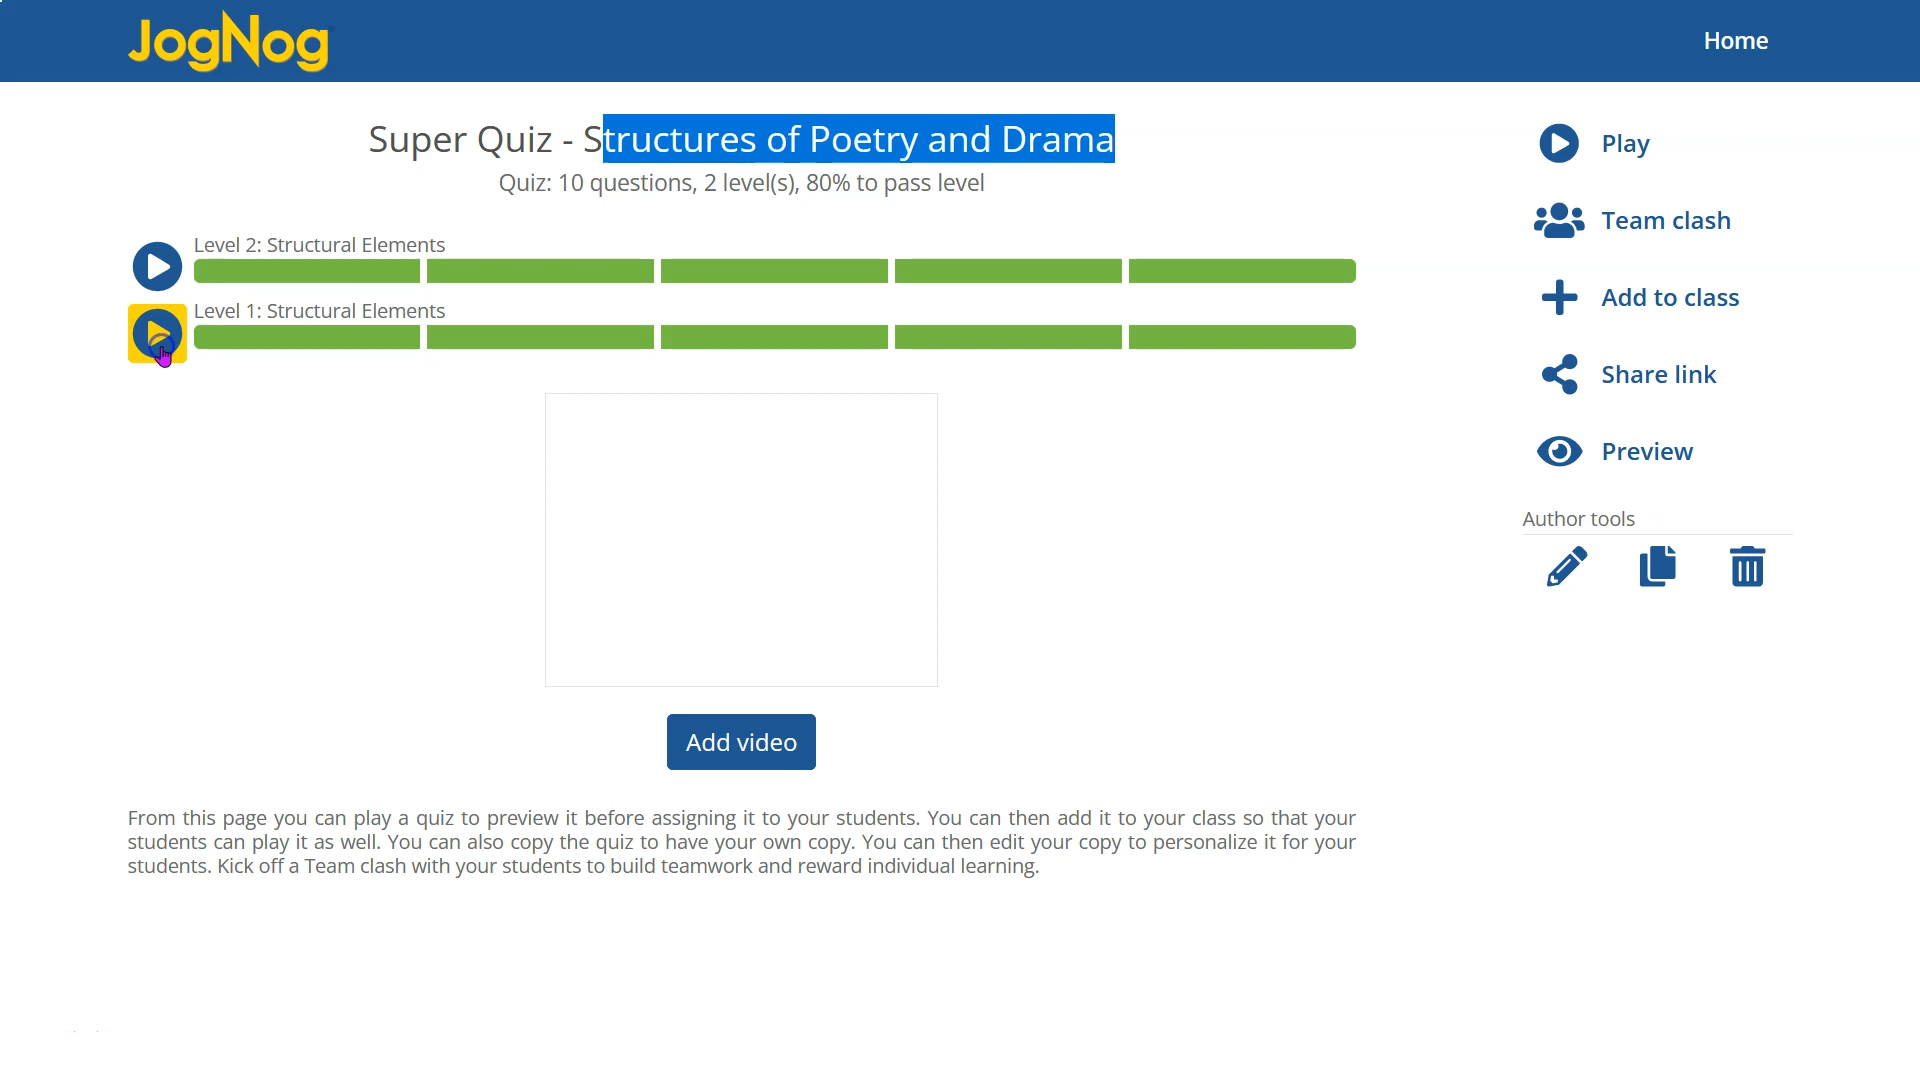 JogNog
Home
Super Quiz - Structures of Poetry and Drama
Quiz: 10 questions, 2 level(s), 80% to pass level
Level 2: Structural Elements
Level 1: Structural Elements
Add video
From this page you can play a quiz to preview it before assigning it to your students. You can then add it to your class so that your
students can play it as well. You can also copy the quiz to have your own copy. You can then edit your copy to personalize it for your
students. Kick off a Team clash with your students to build teamwork and reward individual learning.
Play
Team clash
Add to class
Share link
Preview
Author tools